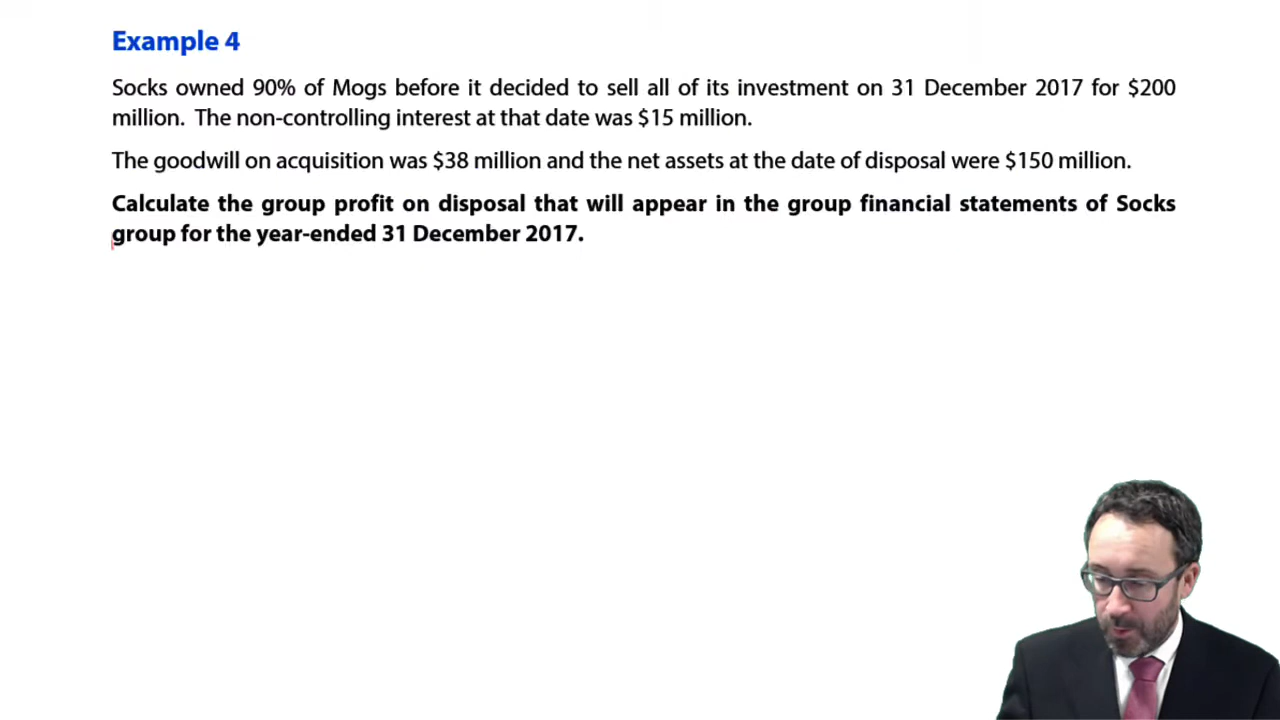 Example 4
Socks owned 90% of Mogs before it decided to sell all of its investment on 31 December 2017 for $200
million.  The non-controlling interest at that date was $15 million.
The goodwill on acquisition was $38 million and the net assets at the date of disposal were $150 million.
Calculate the group profit on disposal that will appear in the group financial statements of Socks
group for the year-ended 31 December 2017.